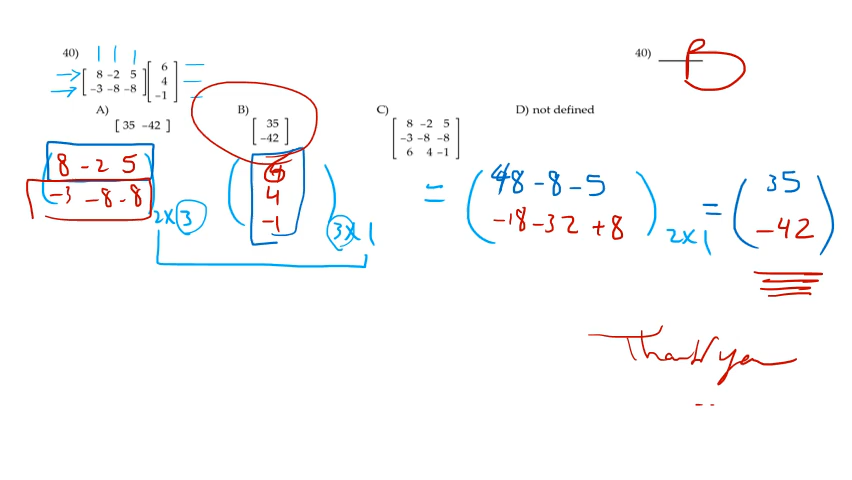 40)
[ 8 -2 5 ] [ 6 ]
[ -3 -8 -8 ] [ 4 ]
[ -1 ]
40) B
A) B) C) D) not defined
[ 35 -42 ]
[ 35 ]
[ -42 ]
[ 8 -2 5 ]
[ -3 -8 -8 ]
[ 6 4 -1 ]
( 8 -2 5 )
( -3 -8 -8 ) 2x3
4
-1
3x1
= ( 48 -8 -5 )
( -18 -32 +8 ) 2x1
= ( 35 )
( -42 )
Thank you